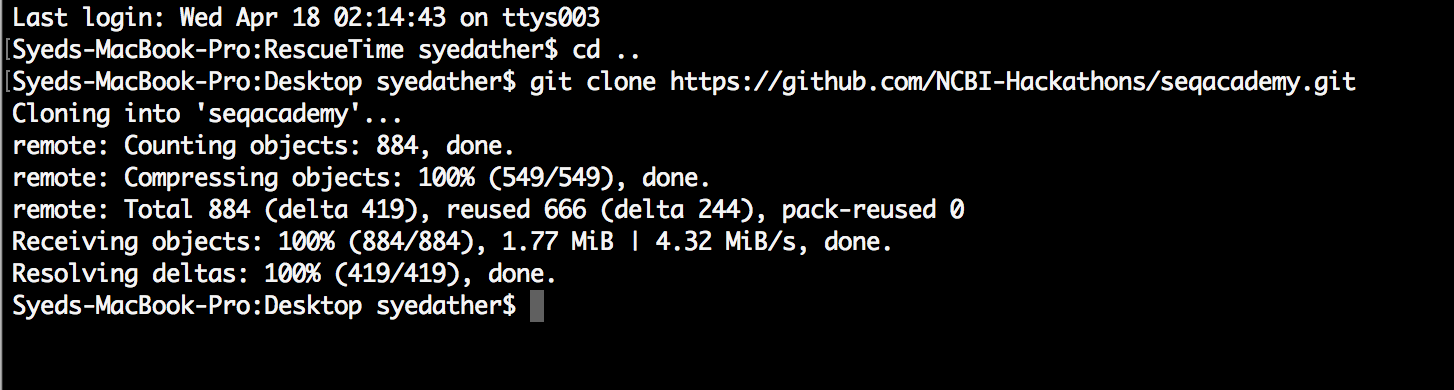 Last login: Wed Apr 18 02:14:43 on ttys003
[Syeds-MacBook-Pro:RescueTime syedather$ cd ..
[Syeds-MacBook-Pro:Desktop syedather$ git clone https://github.com/NCBI-Hackathons/seqacademy.git
Cloning into 'seqacademy'...
remote: Counting objects: 884, done.
remote: Compressing objects: 100% (549/549), done.
remote: Total 884 (delta 419), reused 666 (delta 244), pack-reused 0
Receiving objects: 100% (884/884), 1.77 MiB | 4.32 MiB/s, done.
Resolving deltas: 100% (419/419), done.
Syeds-MacBook-Pro:Desktop syedather$